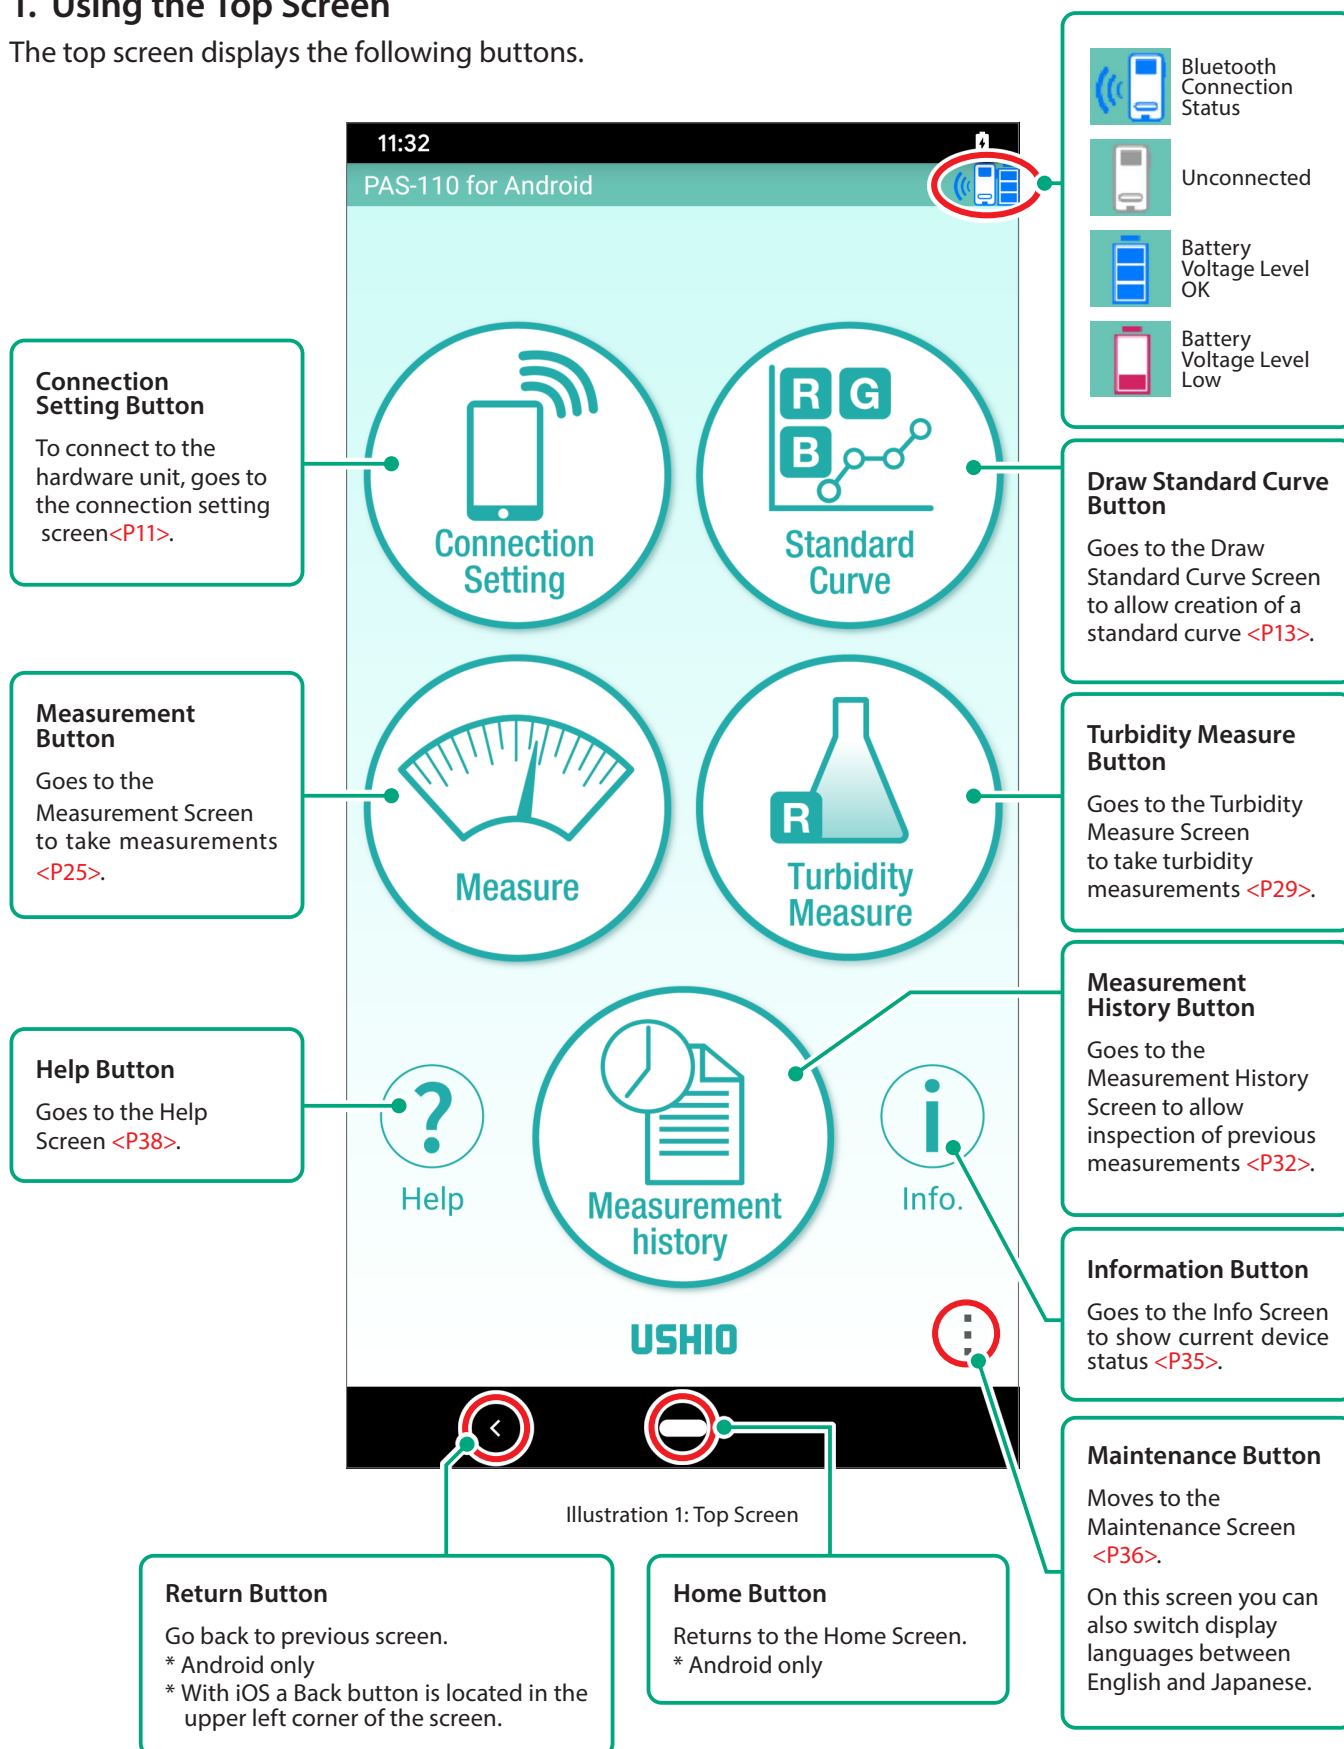 1. Using the Top Screen
The top screen displays the following buttons.
Bluetooth
Connection
Status
Unconnected
Battery
Voltage Level
OK
Battery
Voltage Level
Low
11:32
PAS-110 for Android
Connection
Setting Button
To connect to the
hardware unit, goes to
the connection setting
screen<P11>.
Connection
Setting
R G
B
Standard
Curve
Draw Standard Curve
Button
Goes to the Draw
Standard Curve Screen
to allow creation of a
standard curve <P13>.
Measurement
Button
Goes to the
Measurement Screen
to take measurements
<P25>.
Measure
R
Turbidity
Measure
Turbidity Measure
Button
Goes to the Turbidity
Measure Screen
to take turbidity
measurements <P29>.
Measurement
History Button
Goes to the
Measurement History
Screen to allow
inspection of previous
measurements <P32>.
Help Button
Goes to the Help
Screen <P38>.
?
Help
Measurement
history
i
Info.
Information Button
Goes to the Info Screen
to show current device
status <P35>.
USHIO
Maintenance Button
Moves to the
Maintenance Screen
<P36>.
On this screen you can
also switch display
languages between
English and Japanese.
Illustration 1: Top Screen
Return Button
Go back to previous screen.
* Android only
* With iOS a Back button is located in the
upper left corner of the screen.
Home Button
Returns to the Home Screen.
* Android only